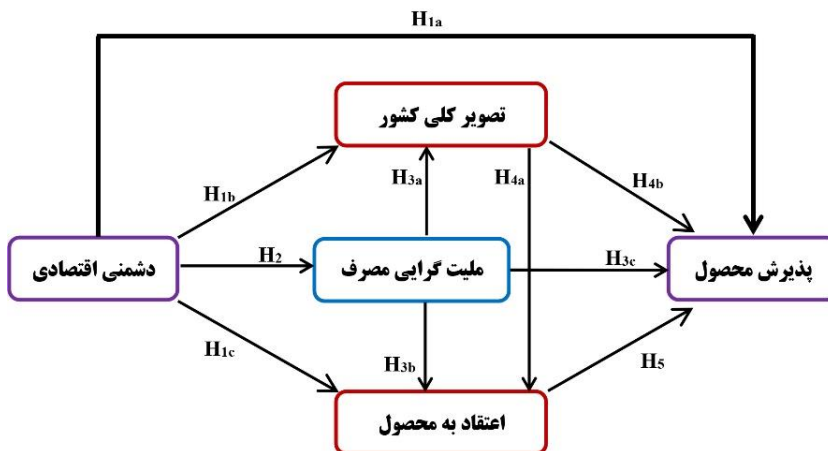 H1a
تصویر کلی کشور
H1b
H3a
H4a
H4b
دشمنی اقتصادی
H2
ملیت گرایی مصرف
H3c
پذیرش محصول
H1c
H3b
H5
اعتقاد به محصول